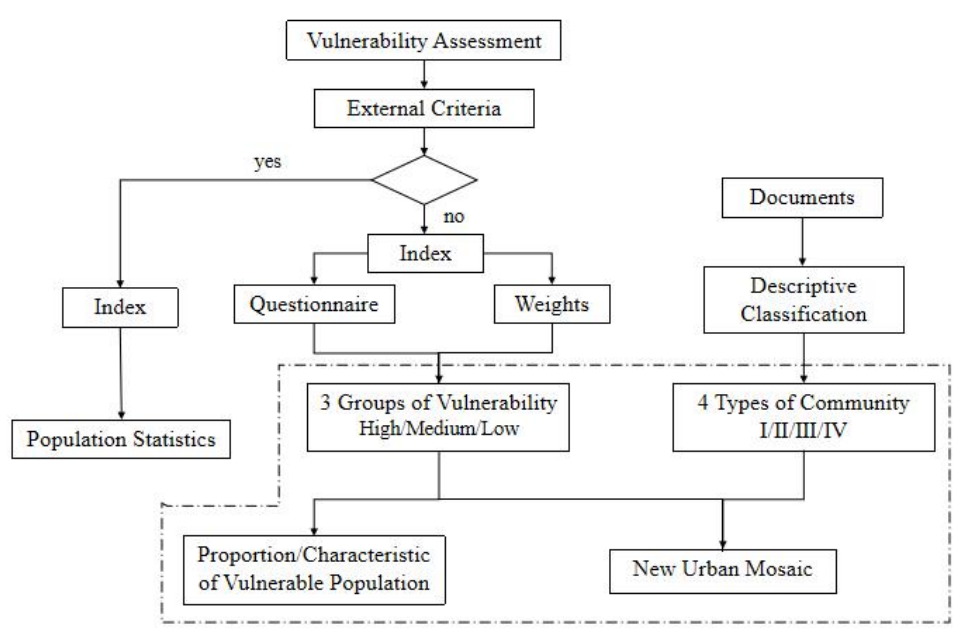 Vulnerability Assessment
External Criteria
yes
no
Documents
Index
Descriptive
Classification
Index
Questionnaire
Weights
3 Groups of Vulnerability
High/Medium/Low
4 Types of Community
I/II/III/IV
Population Statistics
Proportion/Characteristic
of Vulnerable Population
New Urban Mosaic